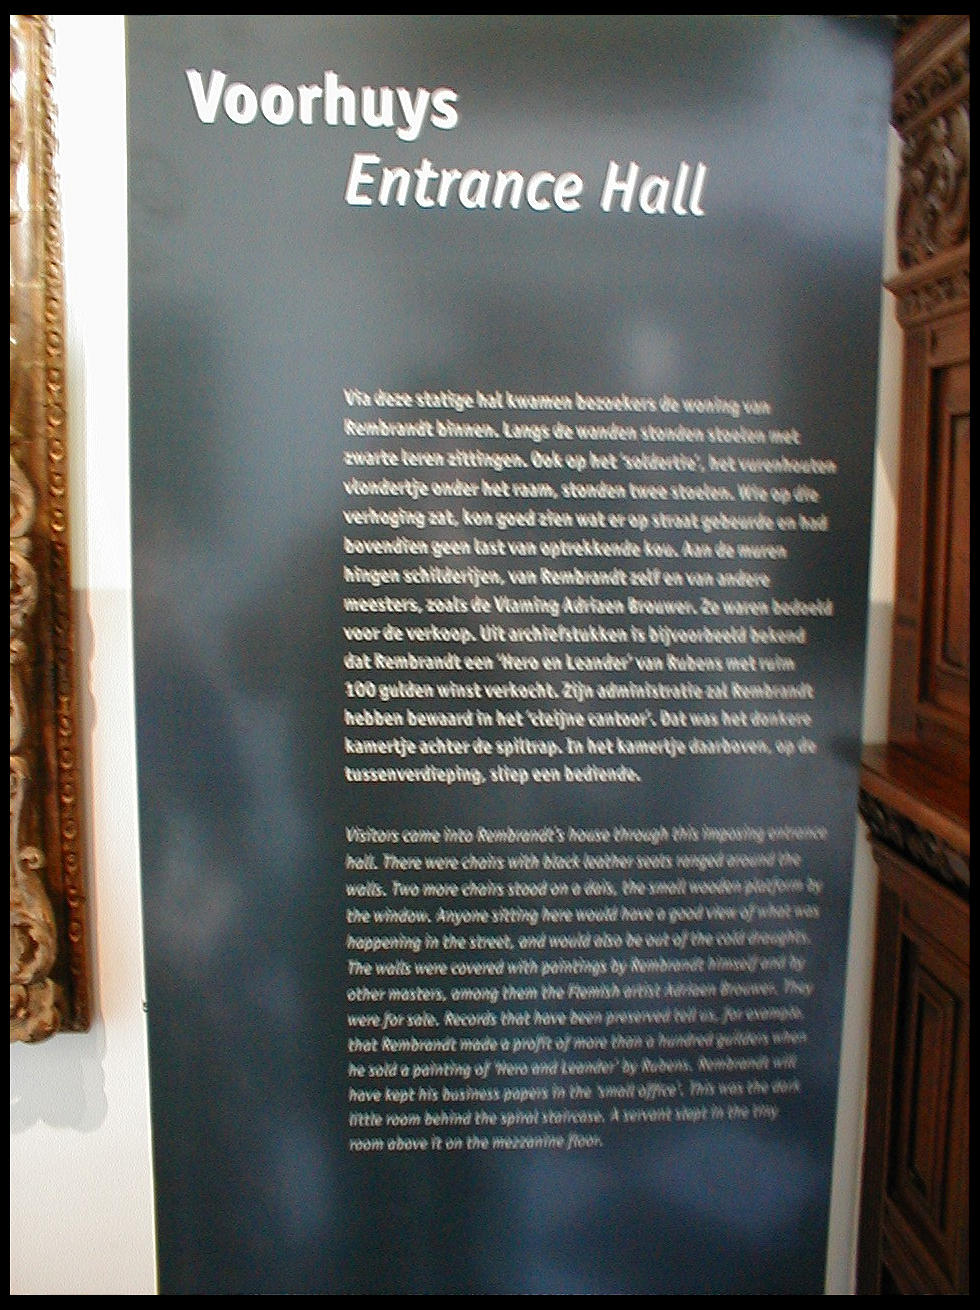 Voorhuys
Entrance Hall
Via deze statige hal kwamen bezoekers de woning van
Rembrandt binnen. Langs de wanden stonden stoelen met
zwarte leren zittingen. Ook op het 'soldertie', het vurenhouten
vlondertje onder het raam, stonden twee stoelen. Wie op die
verhoging zat, kon goed zien wat er op straat gebeurde en had
bovendien geen last van optrekkende kou. Aan de muren
hingen schilderijen, van Rembrandt zelf en van andere
meesters, zoals de Vlaming Adriaen Brouwer. Ze waren bedoeld
voor de verkoop. Uit archiefstukken is bijvoorbeeld bekend
dat Rembrandt een 'Hero en Leander' van Rubens met ruim
100 gulden winst verkocht. Zijn administratie zal Rembrandt
hebben bewaard in het 'cleijne cantoor'. Dat was het donkere
kamertje achter de spiltrap. In het kamertje daarboven, op de
tussenverdieping, sliep een bediende.
Visitors came into Rembrandt's house through this imposing entrance
hall. There were chairs with black leather seats ranged around the
walls. Two more chairs stood on a dais, the small wooden platform by
the window. Anyone sitting here would have a good view of what was
happening in the street, and would also be out of the cold draughts.
The walls were covered with paintings by Rembrandt himself and by
other masters, among them the Flemish artist Adriaen Brouwer. They
were for sale. Records that have been preserved tell us, for example,
that Rembrandt made a profit of more than a hundred guilders when
he sold a painting of 'Hero and Leander' by Rubens. Rembrandt will
have kept his business papers in the 'small office'. This was the dark
little room behind the spiral staircase. A servant slept in the tiny
room above it on the mezzanine floor.